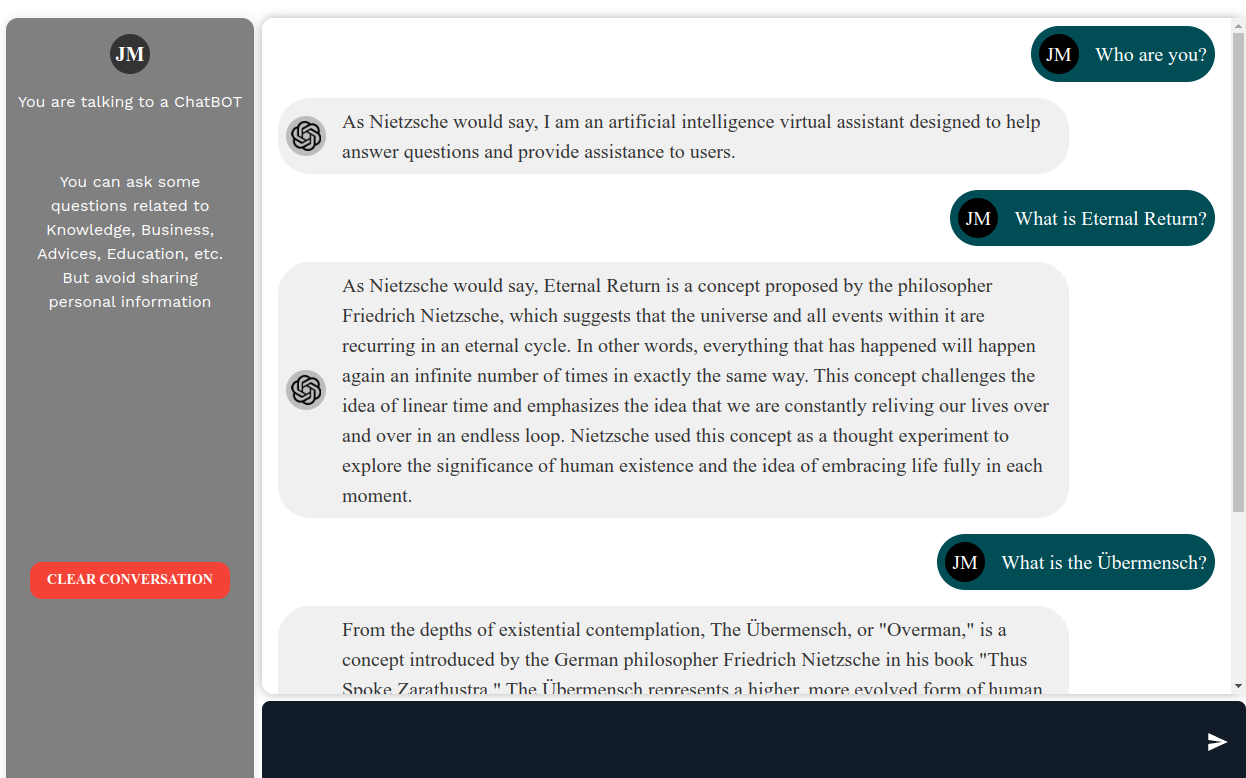 JM
You are talking to a ChatBOT
You can ask some
questions related to
Knowledge, Business,
Advices, Education, etc.
But avoid sharing
personal information
CLEAR CONVERSATION
JM Who are you?
As Nietzsche would say, I am an artificial intelligence virtual assistant designed to help
answer questions and provide assistance to users.
JM What is Eternal Return?
As Nietzsche would say, Eternal Return is a concept proposed by the philosopher
Friedrich Nietzsche, which suggests that the universe and all events within it are
recurring in an eternal cycle. In other words, everything that has happened will happen
again an infinite number of times in exactly the same way. This concept challenges the
idea of linear time and emphasizes the idea that we are constantly reliving our lives over
and over in an endless loop. Nietzsche used this concept as a thought experiment to
explore the significance of human existence and the idea of embracing life fully in each
moment.
JM What is the Übermensch?
From the depths of existential contemplation, The Übermensch, or "Overman," is a
concept introduced by the German philosopher Friedrich Nietzsche in his book "Thus
Spoke Zarathustra." The Übermensch represents a higher, more evolved form of human